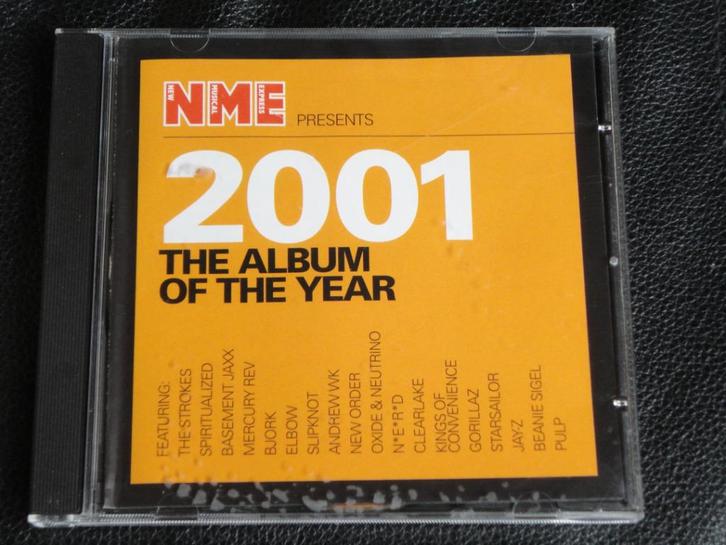 NEW
NME
MUSICAL
EXPRESS
PRESENTS
2001
THE ALBUM
OF THE YEAR
FEATURING:
THE STROKES
SPIRITUALIZED
BASEMENT JAXX
MERCURY REV
BJORK
ELBOW
SLIPKNOT
ANDREW WK
NEW ORDER
OXIDE & NEUTRINO
N*E*R*D
CLEARLAKE
KINGS OF
CONVENIENCE
GORILLAZ
STARSAILOR
JAYZ
BEANIE SIGEL
PULP